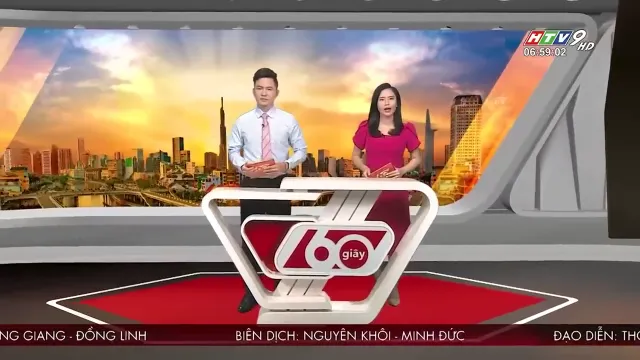 HTV9 HD
06:59:02
60 giây
NG GIANG - ĐỒNG LINH BIÊN DỊCH: NGUYÊN KHÔI - MINH ĐỨC ĐẠO DIỄN: THƠ